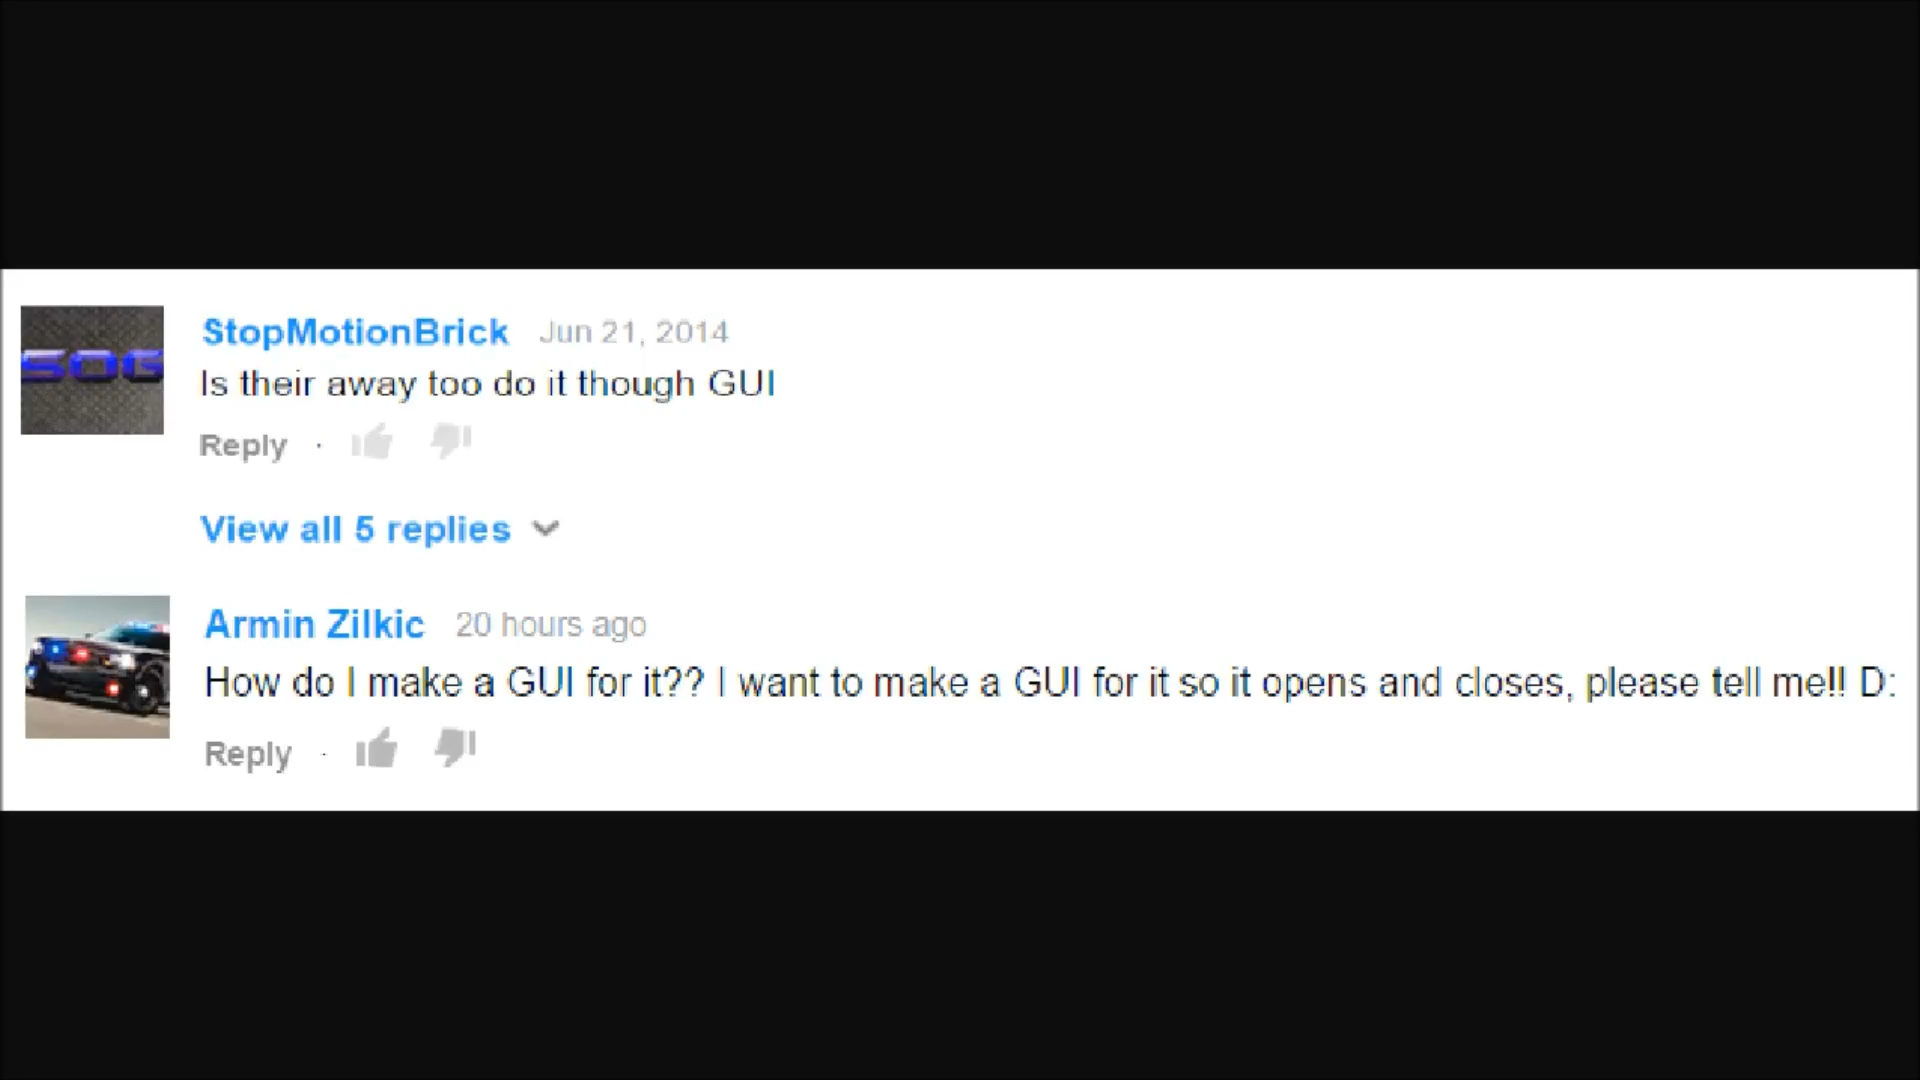 SOG
StopMotionBrick Jun 21, 2014
Is their away too do it though GUI
Reply ·
View all 5 replies
Armin Zilkic 20 hours ago
How do I make a GUI for it?? I want to make a GUI for it so it opens and closes, please tell me!! D:
Reply ·